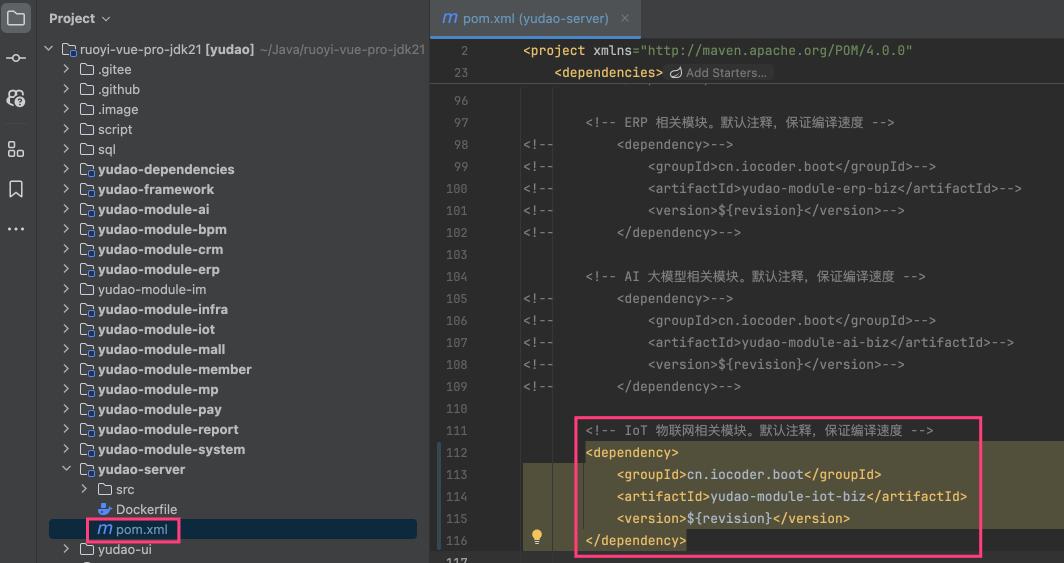 Project
ruoyi-vue-pro-jdk21 [yudao] ~/Java/ruoyi-vue-pro-jdk21
.gitee
.github
.image
script
sql
yudao-dependencies
yudao-framework
yudao-module-ai
yudao-module-bpm
yudao-module-crm
yudao-module-erp
yudao-module-im
yudao-module-infra
yudao-module-iot
yudao-module-mall
yudao-module-member
yudao-module-mp
yudao-module-pay
yudao-module-report
yudao-module-system
yudao-server
src
Dockerfile
m pom.xml
yudao-ui
m pom.xml (yudao-server) ×
2 <project xmlns="http://maven.apache.org/POM/4.0.0"
23 <dependencies> Add Starters...
96
97 <!-- ERP 相关模块。默认注释，保证编译速度 -->
98 <!-- <dependency>-->
99 <!-- <groupId>cn.iocoder.boot</groupId>-->
100 <!-- <artifactId>yudao-module-erp-biz</artifactId>-->
101 <!-- <version>${revision}</version>-->
102 <!-- </dependency>-->
103
104 <!-- AI 大模型相关模块。默认注释，保证编译速度 -->
105 <!-- <dependency>-->
106 <!-- <groupId>cn.iocoder.boot</groupId>-->
107 <!-- <artifactId>yudao-module-ai-biz</artifactId>-->
108 <!-- <version>${revision}</version>-->
109 <!-- </dependency>-->
110
111 <!-- IoT 物联网相关模块。默认注释，保证编译速度 -->
112 <dependency>
113 <groupId>cn.iocoder.boot</groupId>
114 <artifactId>yudao-module-iot-biz</artifactId>
115 <version>${revision}</version>
116 </dependency>
117